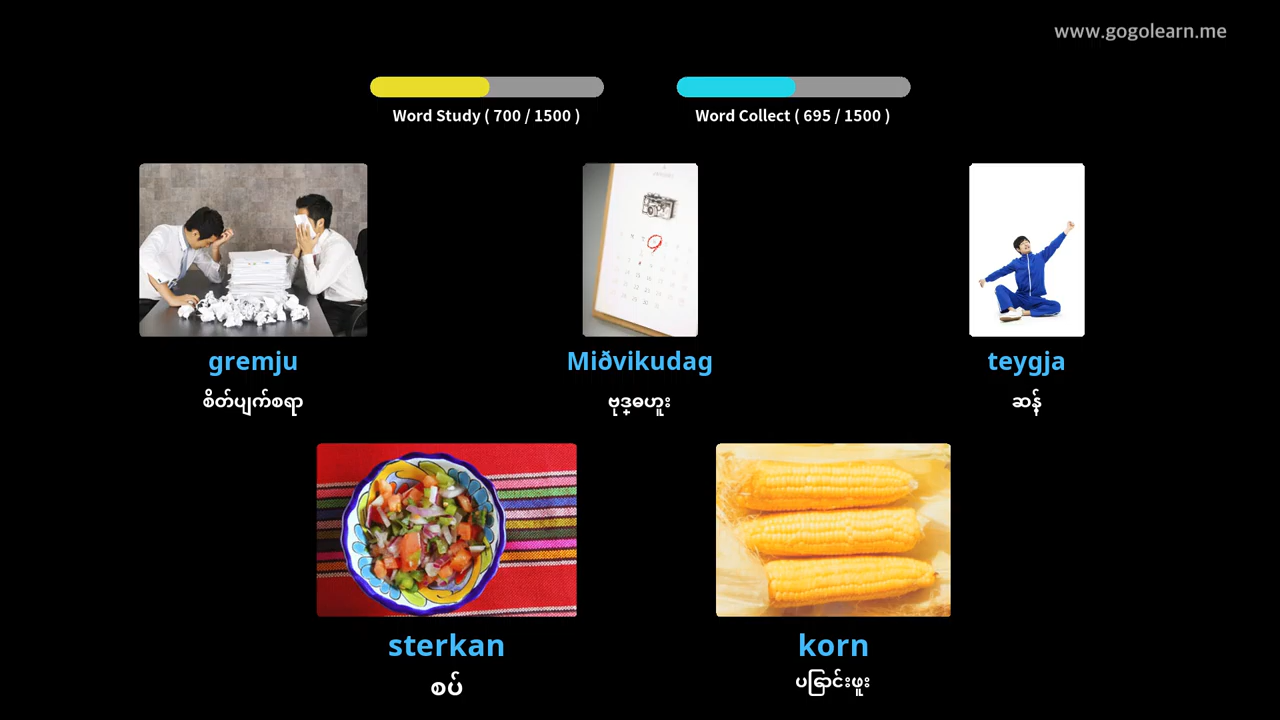 www.gogolearn.me
Word Study ( 700 / 1500 )
Word Collect ( 695 / 1500 )
gremju
Miðvikudag
teygja
စိတ်ပျက်စရာ
ဗုဒ္ဓဟူး
ဆန့်
sterkan
korn
စပ်
ပြောင်းဖူး